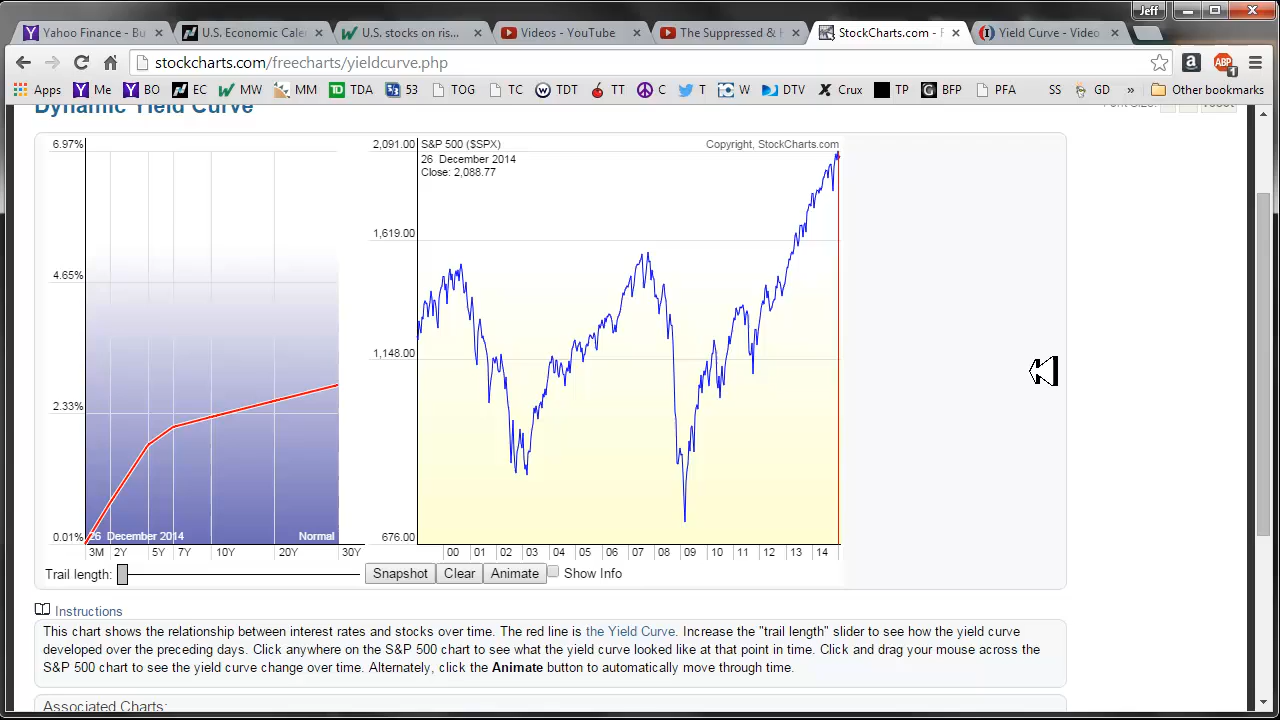 Jeff
Yahoo Finance - Bu
U.S. Economic Cale
U.S. stocks on ris...
Videos - YouTube
The Suppressed &
StockCharts.com - F
Yield Curve - Video
stockcharts.com/freecharts/yieldcurve.php
ABP 1
Apps Me BO EC MW MM TDA 53 TOG TC TDT TT C T W DTV Crux TP BFP PFA SS GD » Other bookmarks
Dynamic Yield Curve
6.97%
4.65%
2.33%
0.01%
26 December 2014 Normal
3M 2Y 5Y 7Y 10Y 20Y 30Y
S&P 500 ($SPX) Copyright, StockCharts.com
26 December 2014
Close: 2,088.77
2,091.00
1,619.00
1,148.00
676.00
00 01 02 03 04 05 06 07 08 09 10 11 12 13 14
Trail length: Snapshot Clear Animate Show Info
Instructions
This chart shows the relationship between interest rates and stocks over time. The red line is the Yield Curve. Increase the "trail length" slider to see how the yield curve
developed over the preceding days. Click anywhere on the S&P 500 chart to see what the yield curve looked like at that point in time. Click and drag your mouse across the
S&P 500 chart to see the yield curve change over time. Alternately, click the Animate button to automatically move through time.
Associated Charts: